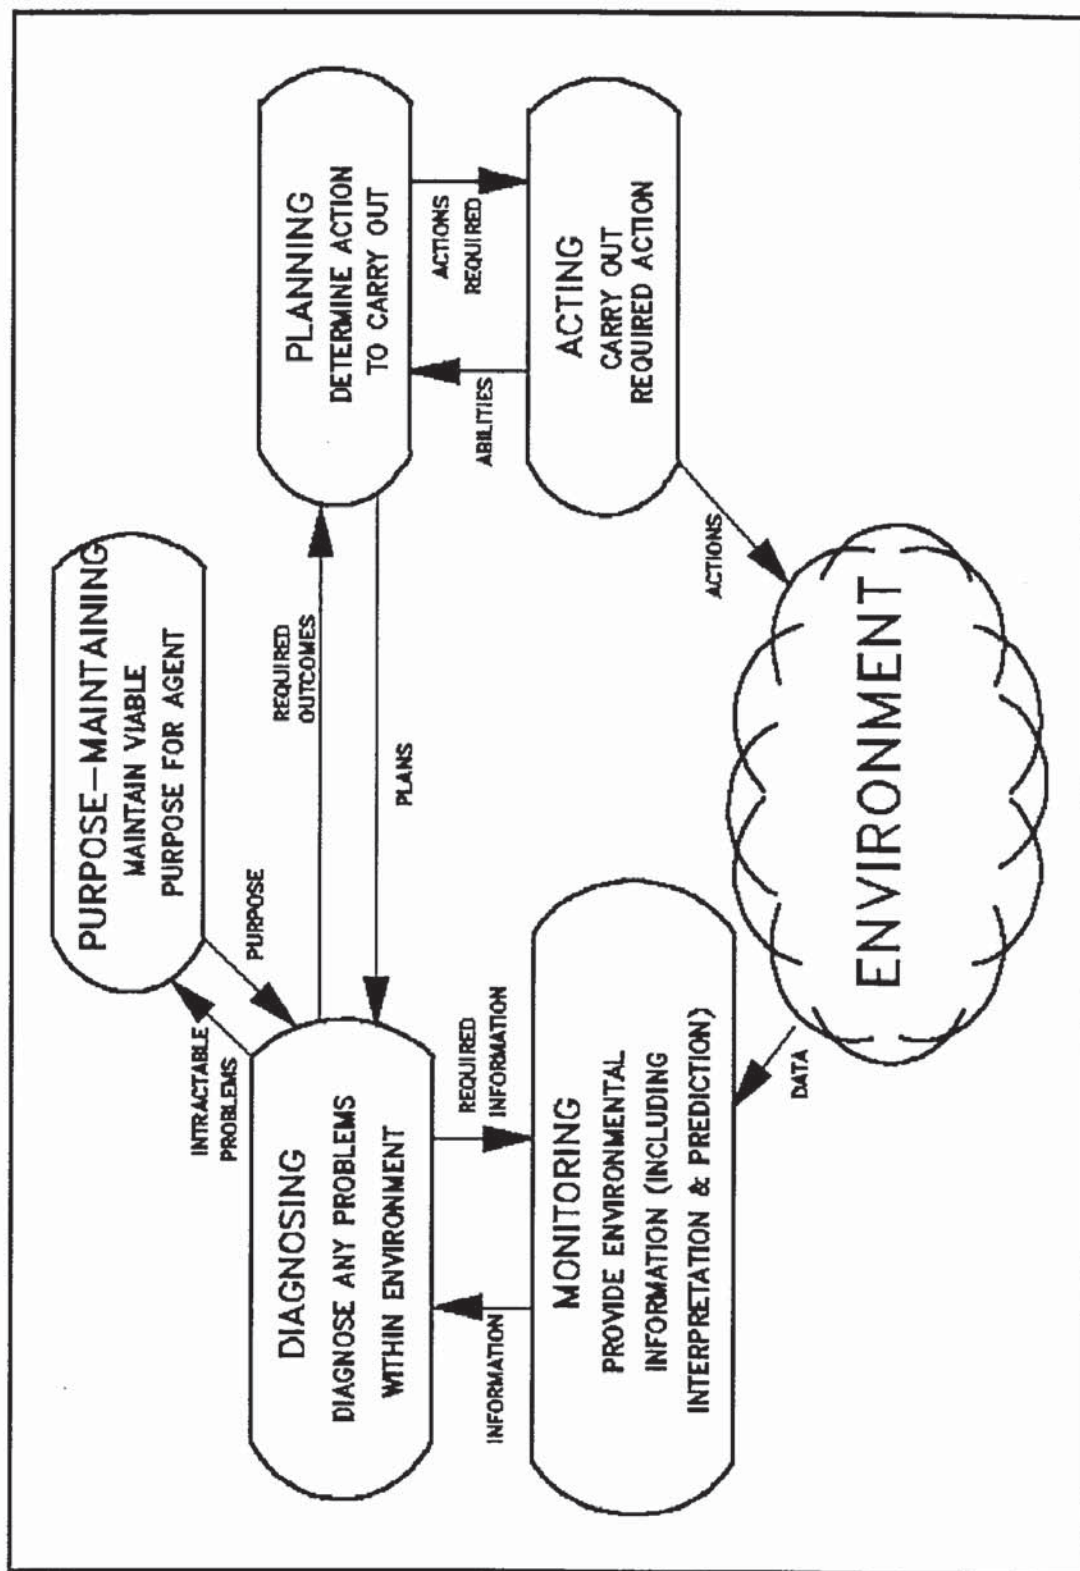 PURPOSE-MAINTAINING
MAINTAIN VIABLE
PURPOSE FOR AGENT
INTRACTABLE
PROBLEMS
PURPOSE
DIAGNOSING
DIAGNOSE ANY PROBLEMS
WITHIN ENVIRONMENT
REQUIRED
OUTCOMES
PLANS
PLANNING
DETERMINE ACTION
TO CARRY OUT
INFORMATION
REQUIRED
INFORMATION
ABILITIES
ACTIONS
REQUIRED
MONITORING
PROVIDE ENVIRONMENTAL
INFORMATION (INCLUDING
INTERPRETATION & PREDICTION)
ACTING
CARRY OUT
REQUIRED ACTION
DATA
ACTIONS
ENVIRONMENT